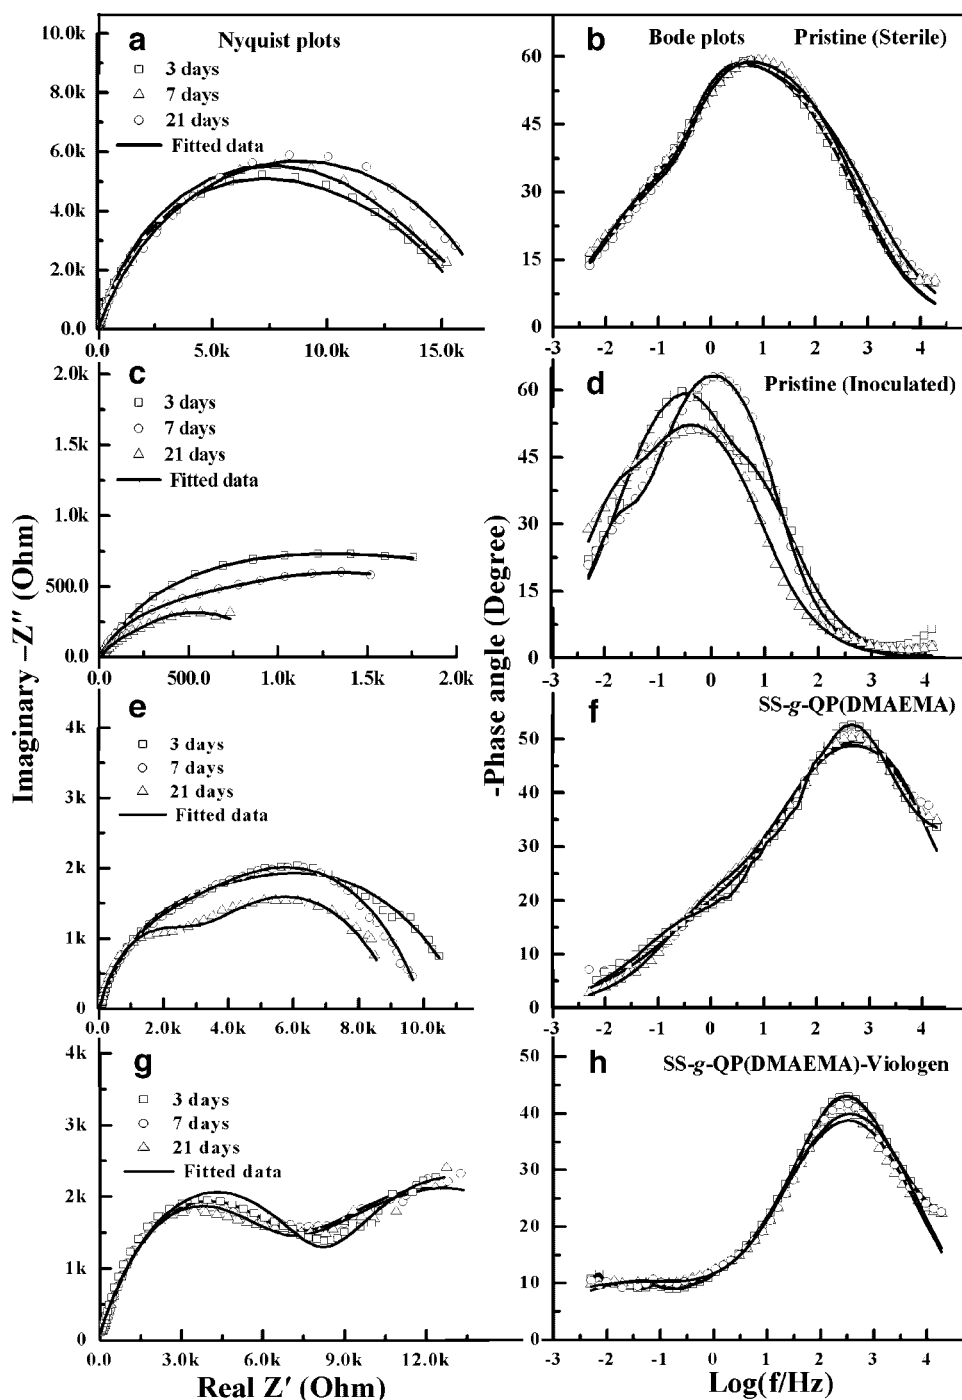 a Nyquist plots
3 days
7 days
21 days
Fitted data
10.0k
8.0k
6.0k
4.0k
2.0k
0.0
0.0 5.0k 10.0k 15.0k
b Bode plots Pristine (Sterile)
60
45
30
15
0
-3 -2 -1 0 1 2 3 4
c
3 days
7 days
21 days
Fitted data
2.0k
1.5k
1.0k
500.0
0.0
500.0 1.0k 1.5k 2.0k
d Pristine (Inoculated)
60
45
30
15
0
-3 -2 -1 0 1 2 3 4
e
3 days
7 days
21 days
Fitted data
4k
3k
2k
1k
0
0.0 2.0k 4.0k 6.0k 8.0k 10.0k
f SS-g-QP(DMAEMA)
50
40
30
20
10
0
-3 -2 -1 0 1 2 3 4
g
3 days
7 days
21 days
Fitted data
4k
3k
2k
1k
0
0.0 3.0k 6.0k 9.0k 12.0k
h SS-g-QP(DMAEMA)-Viologen
50
40
30
20
10
0
-3 -2 -1 0 1 2 3 4
Imaginary –Z″ (Ohm)
-Phase angle (Degree)
Real Z′ (Ohm)
Log(f/Hz)